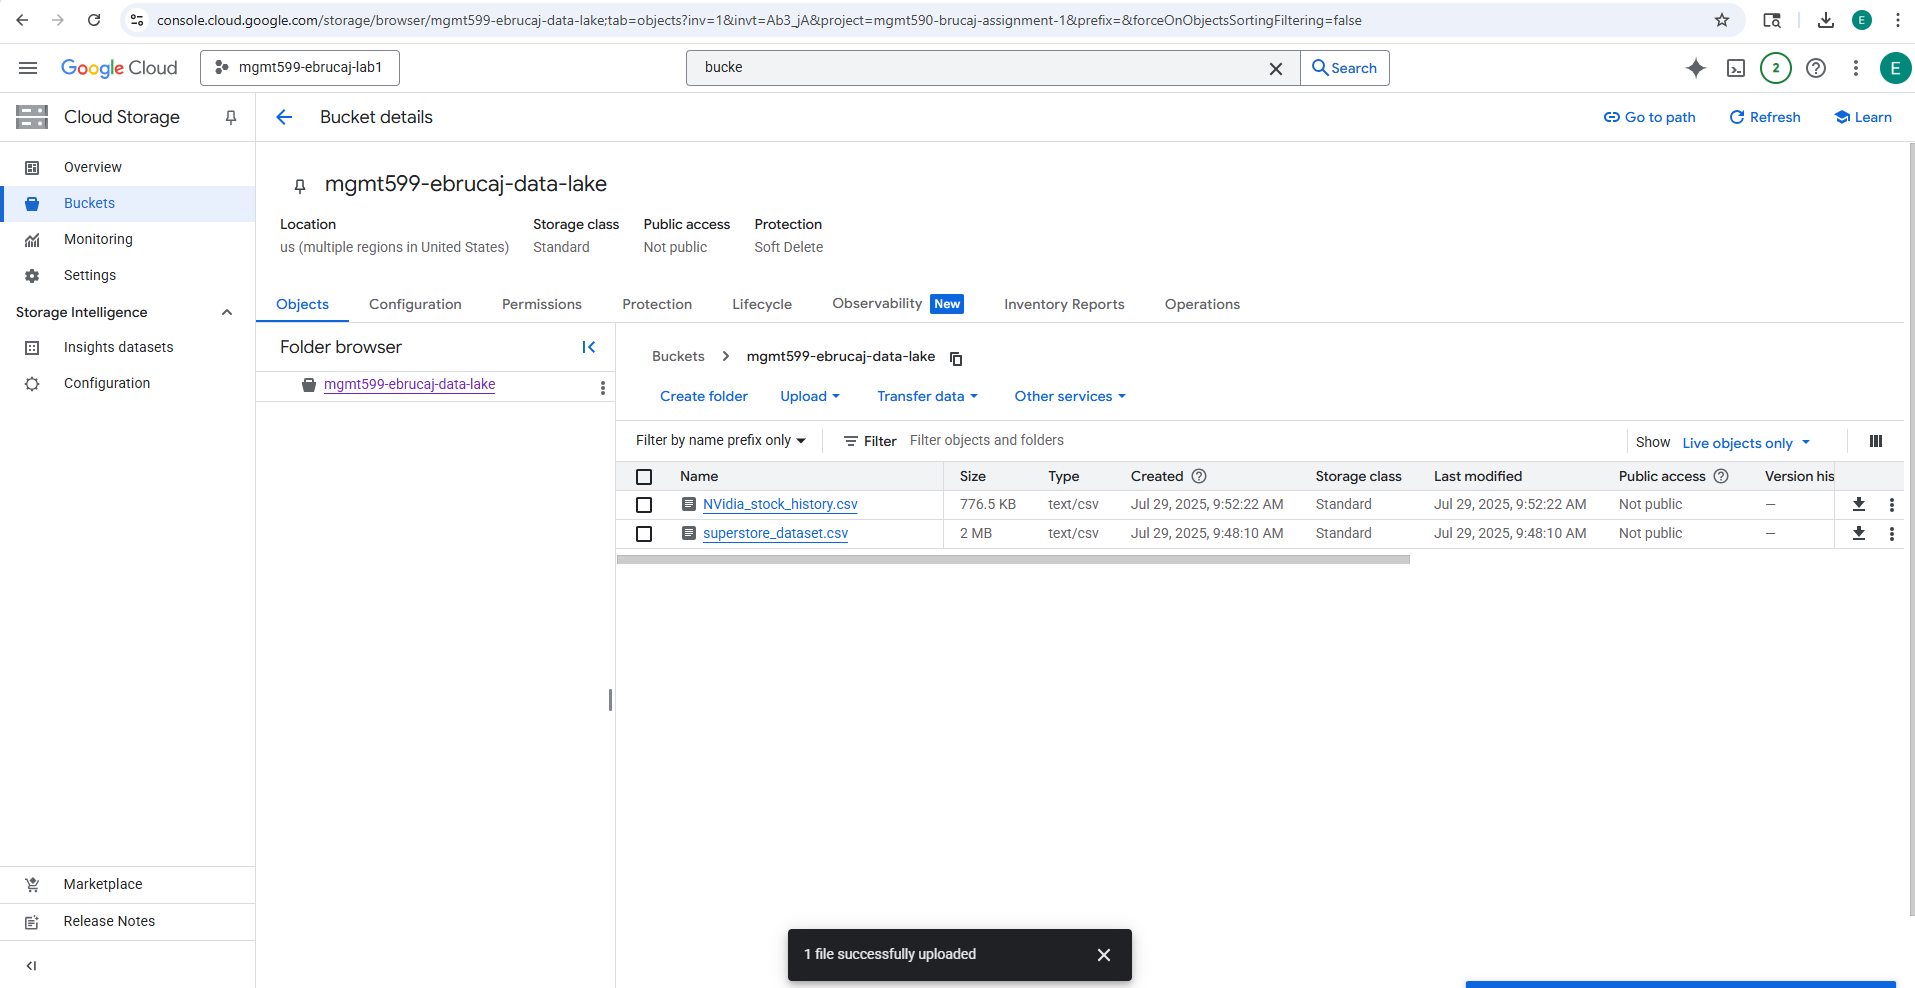 console.cloud.google.com/storage/browser/mgmt599-ebrucaj-data-lake;tab=objects?inv=1&invt=Ab3_jA&project=mgmt590-brucaj-assignment-1&prefix=&forceOnObjectsSortingFiltering=false
E
Google Cloud
mgmt599-ebrucaj-lab1
bucke
Search
2
E
Cloud Storage
Bucket details
Go to path
Refresh
Learn
Overview
Buckets
Monitoring
Settings
Storage Intelligence
Insights datasets
Configuration
Marketplace
Release Notes
mgmt599-ebrucaj-data-lake
Location Storage class Public access Protection
us (multiple regions in United States) Standard Not public Soft Delete
Objects Configuration Permissions Protection Lifecycle Observability New Inventory Reports Operations
Folder browser
mgmt599-ebrucaj-data-lake
Buckets > mgmt599-ebrucaj-data-lake
Create folder Upload Transfer data Other services
Filter by name prefix only Filter Filter objects and folders Show Live objects only
Name Size Type Created Storage class Last modified Public access Version his
NVidia_stock_history.csv 776.5 KB text/csv Jul 29, 2025, 9:52:22 AM Standard Jul 29, 2025, 9:52:22 AM Not public —
superstore_dataset.csv 2 MB text/csv Jul 29, 2025, 9:48:10 AM Standard Jul 29, 2025, 9:48:10 AM Not public —
1 file successfully uploaded